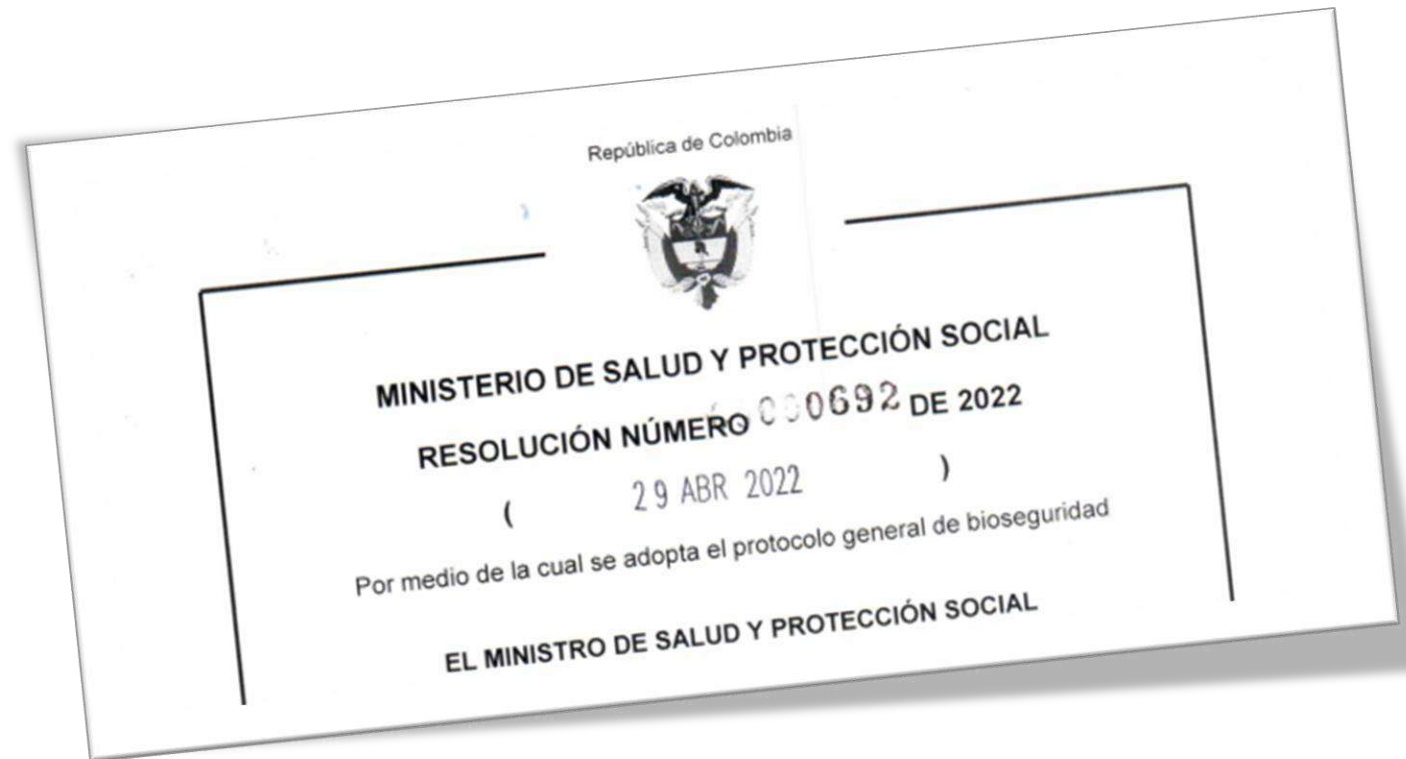 República de Colombia
MINISTERIO DE SALUD Y PROTECCIÓN SOCIAL
RESOLUCIÓN NÚMERO 000692 DE 2022
( 29 ABR 2022 )
Por medio de la cual se adopta el protocolo general de bioseguridad
EL MINISTRO DE SALUD Y PROTECCIÓN SOCIAL